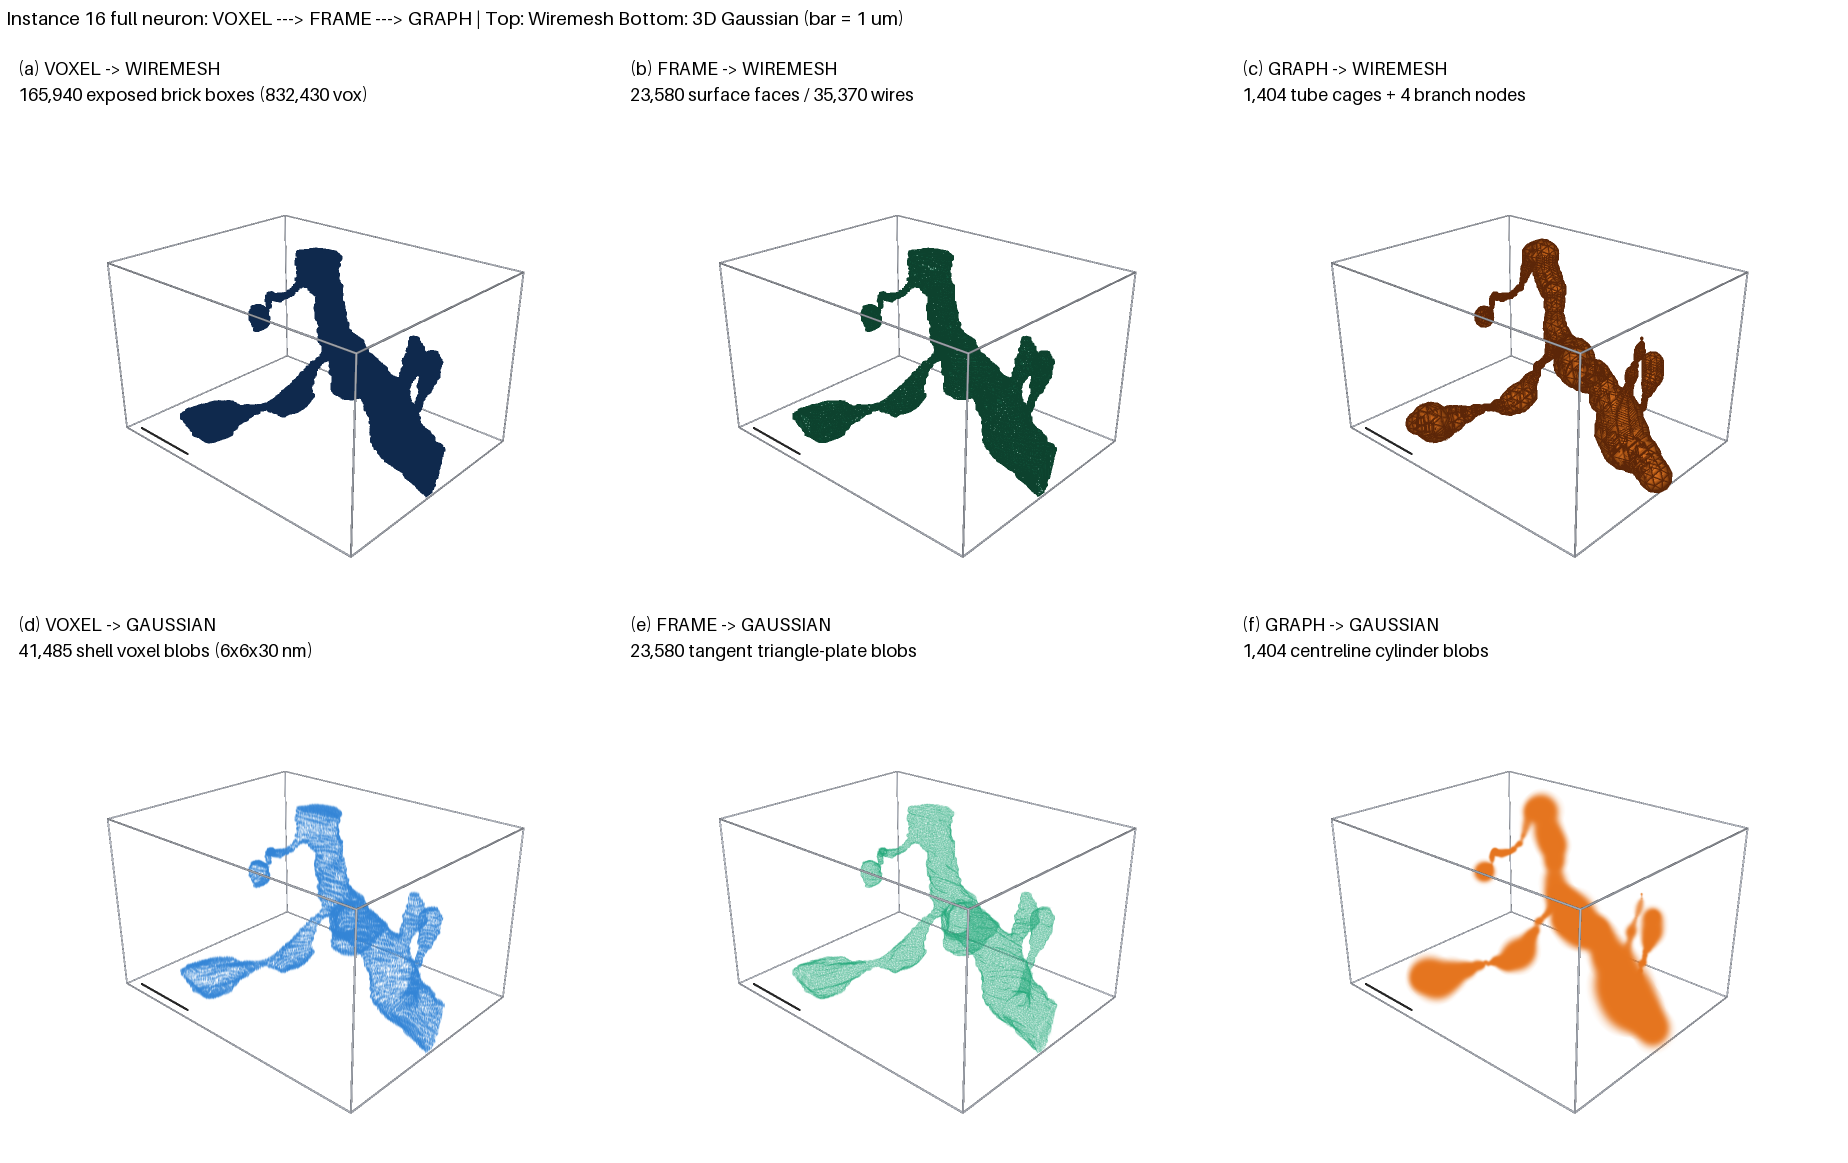 Instance 16 full neuron: VOXEL ---> FRAME ---> GRAPH | Top: Wiremesh Bottom: 3D Gaussian (bar = 1 um)
(a) VOXEL -> WIREMESH
165,940 exposed brick boxes (832,430 vox)
(b) FRAME -> WIREMESH
23,580 surface faces / 35,370 wires
(c) GRAPH -> WIREMESH
1,404 tube cages + 4 branch nodes
(d) VOXEL -> GAUSSIAN
41,485 shell voxel blobs (6x6x30 nm)
(e) FRAME -> GAUSSIAN
23,580 tangent triangle-plate blobs
(f) GRAPH -> GAUSSIAN
1,404 centreline cylinder blobs